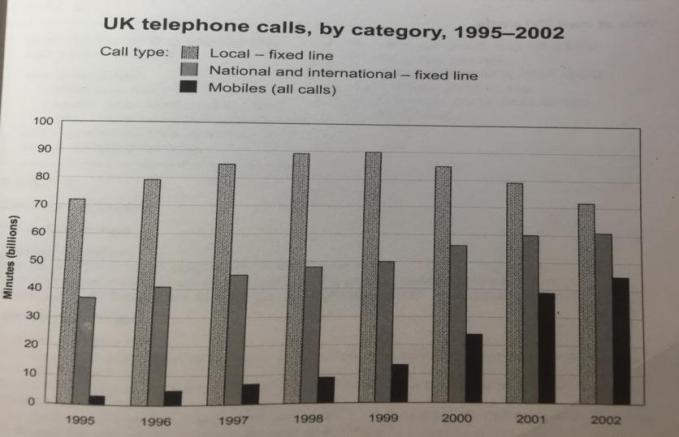 UK telephone calls, by category, 1995–2002
Call type: Local – fixed line
National and international – fixed line
Mobiles (all calls)
100
90
80
70
60
50
40
30
20
10
0
Minutes (billions)
1995 1996 1997 1998 1999 2000 2001 2002